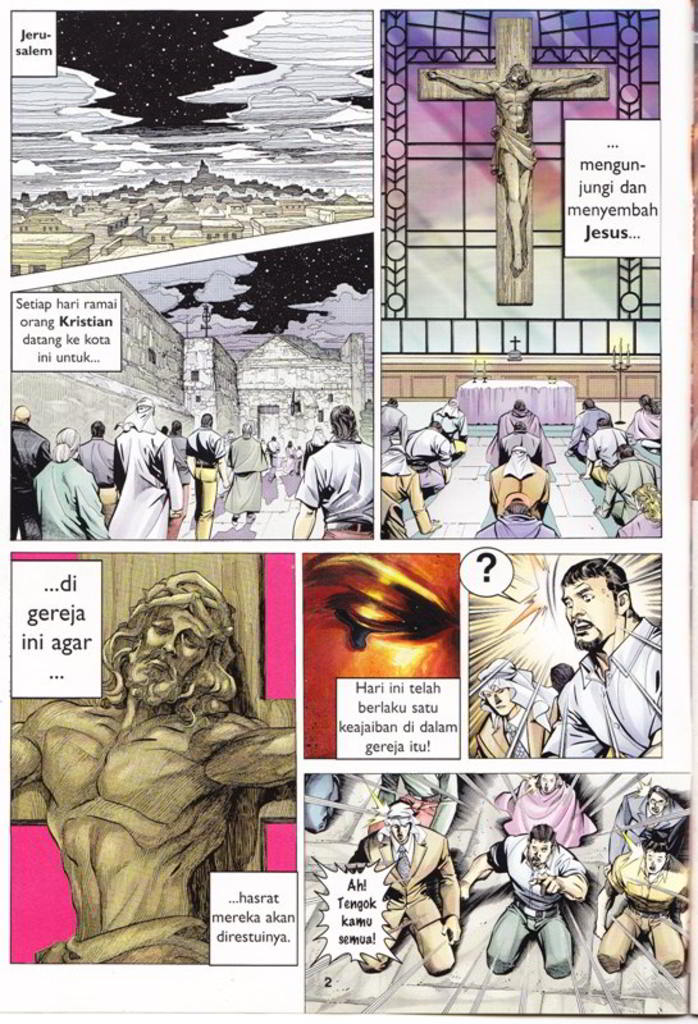 Jeru-
salem
Setiap hari ramai
orang Kristian
datang ke kota
ini untuk...
...
mengun-
jungi dan
menyembah
Jesus...
...di
gereja
ini agar
...
...hasrat
mereka akan
direstuinya.
Hari ini telah
berlaku satu
keajaiban di dalam
gereja itu!
?
Ah!
Tengok
kamu
semua!
2